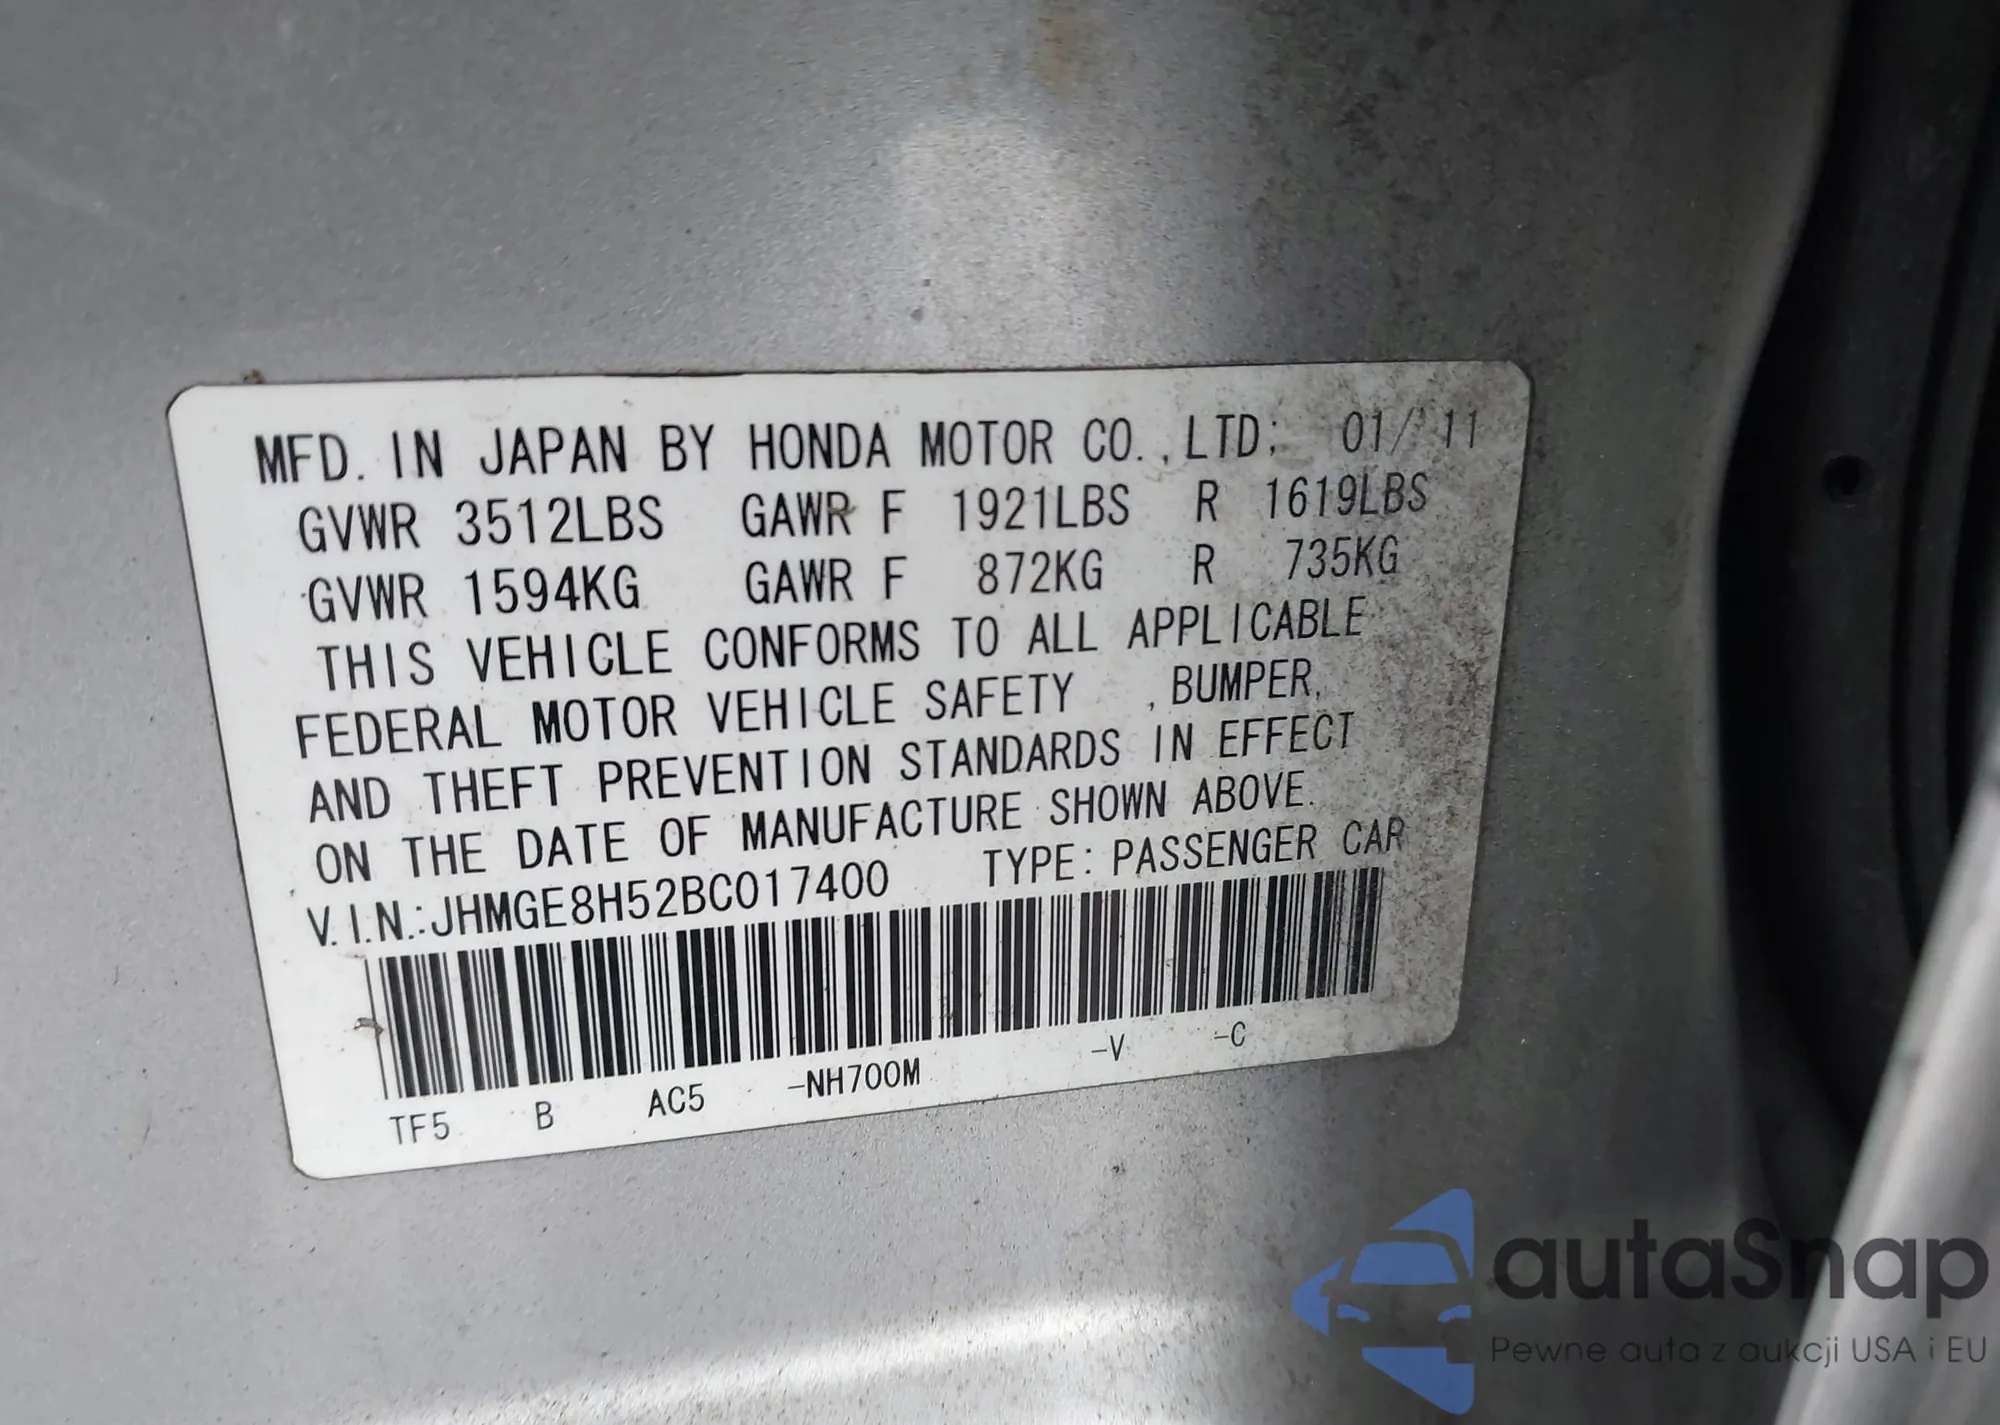 MFD. IN JAPAN BY HONDA MOTOR CO.,LTD; 01/ 11
GVWR 3512LBS GAWR F 1921LBS R 1619LBS
GVWR 1594KG GAWR F 872KG R 735KG
THIS VEHICLE CONFORMS TO ALL APPLICABLE
FEDERAL MOTOR VEHICLE SAFETY , BUMPER,
AND THEFT PREVENTION STANDARDS IN EFFECT
ON THE DATE OF MANUFACTURE SHOWN ABOVE.
V.I.N.:JHMGE8H52BC017400 TYPE: PASSENGER CAR
TF5 B AC5 -NH700M -V -C
autaSnap
Pewne auta z aukcji USA i EU